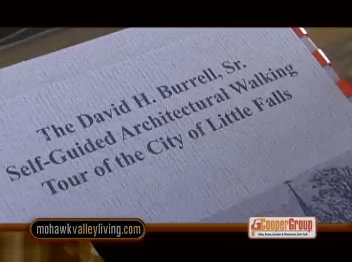 The David H. Burrell, Sr.
Self-Guided Architectural Walking
Tour of the City of Little Falls
mohawkvalleyliving.com
CooperGroup